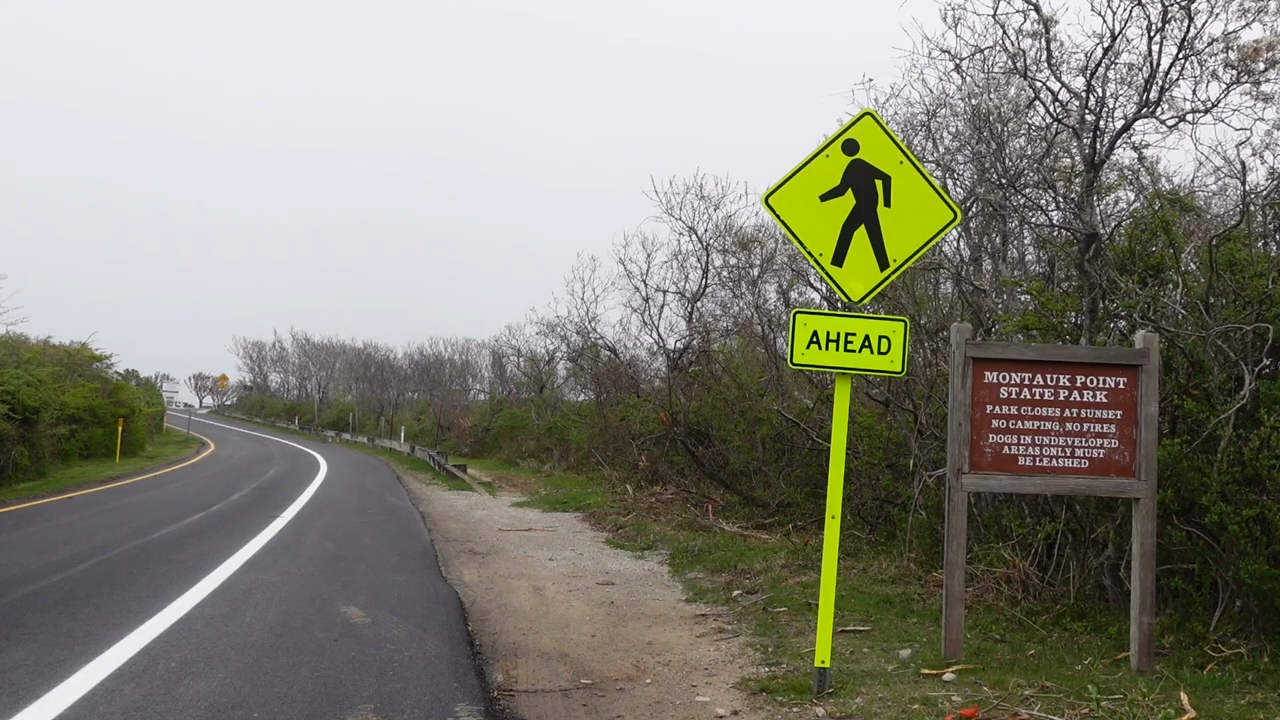 AHEAD
MONTAUK POINT
STATE PARK
PARK CLOSES AT SUNSET
NO CAMPING, NO FIRES
DOGS IN UNDEVELOPED
AREAS ONLY MUST
BE LEASHED